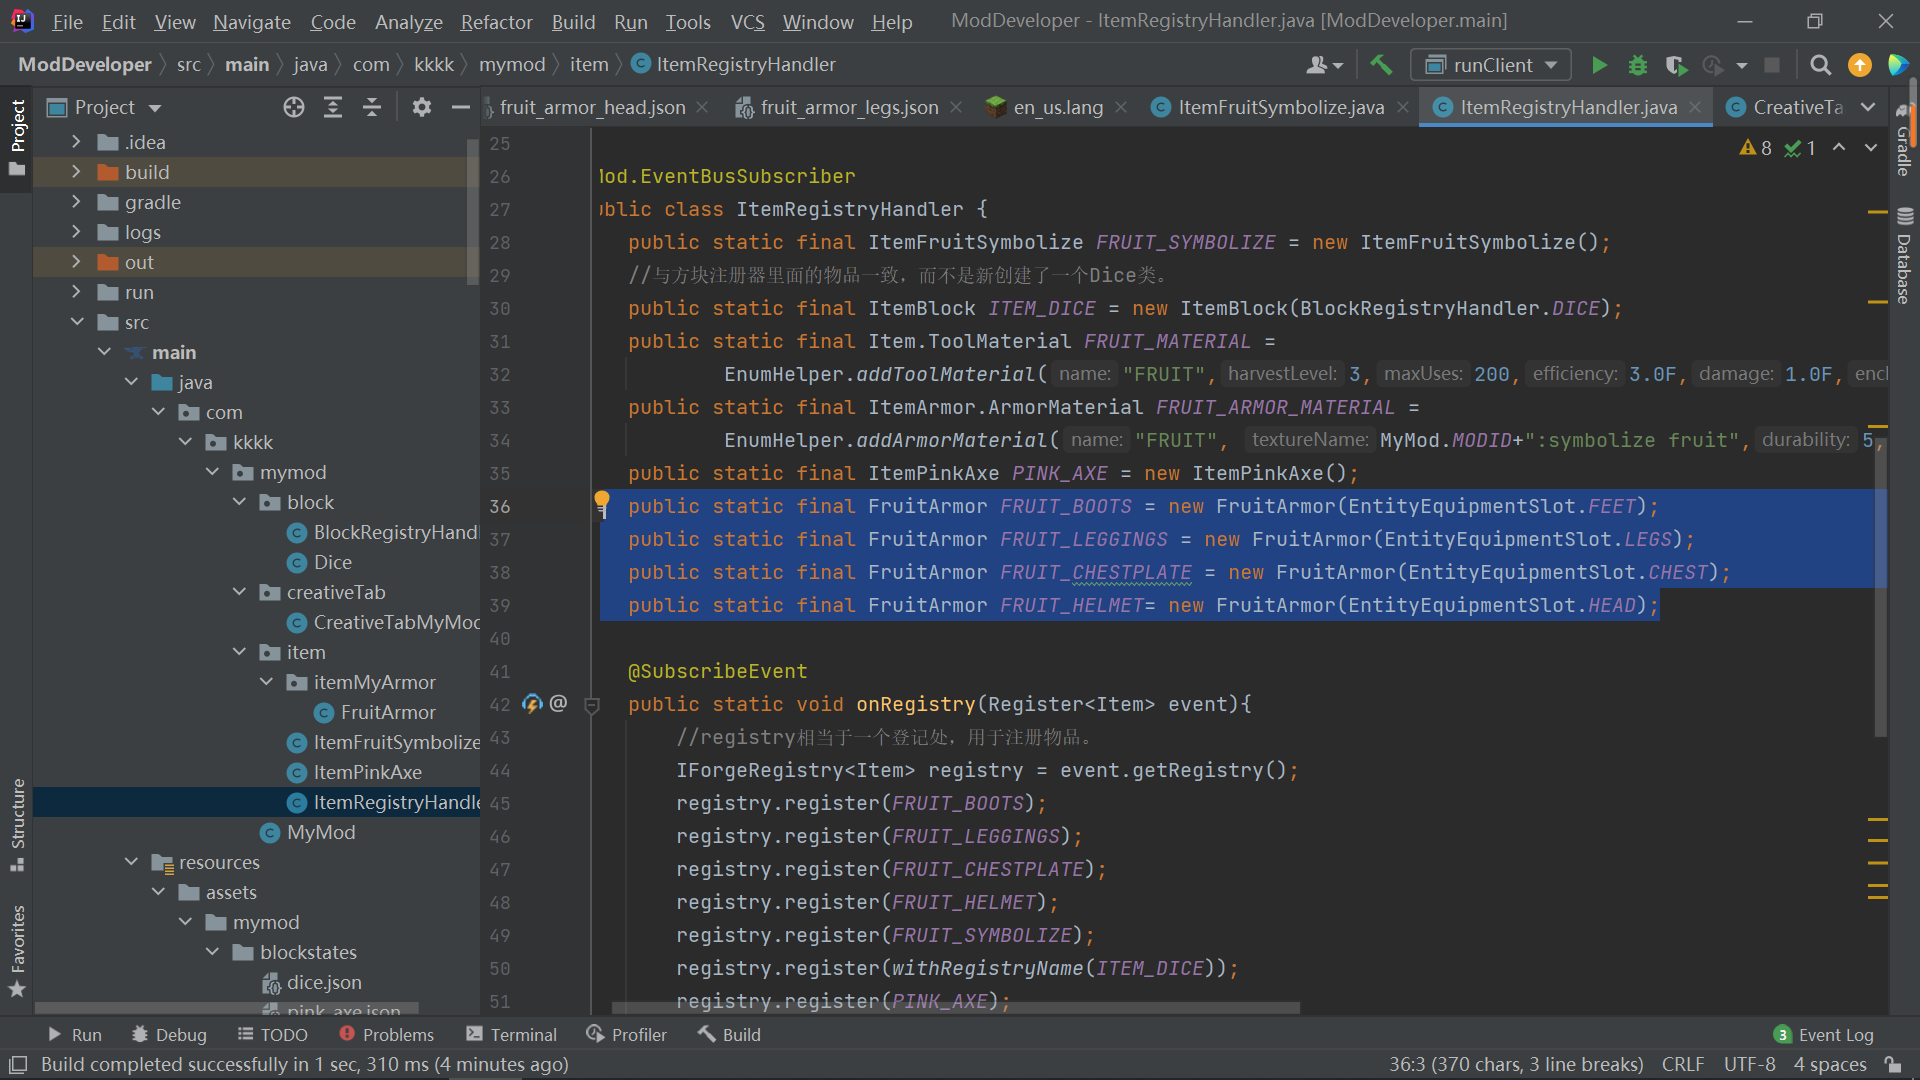 File Edit View Navigate Code Analyze Refactor Build Run Tools VCS Window Help ModDeveloper - ItemRegistryHandler.java [ModDeveloper.main]
ModDeveloper src main java com kkkk mymod item ItemRegistryHandler runClient
Project
fruit_armor_head.json fruit_armor_legs.json en_us.lang ItemFruitSymbolize.java ItemRegistryHandler.java CreativeTa
8 1
Project
Structure
Favorites
Gradle
Database
.idea
build
gradle
logs
out
run
src
main
java
com
kkkk
mymod
block
BlockRegistryHandl
Dice
creativeTab
CreativeTabMyMod
item
itemMyArmor
FruitArmor
ItemFruitSymbolize
ItemPinkAxe
ItemRegistryHandle
MyMod
resources
assets
mymod
blockstates
dice.json
pink_axe.json
25
26 Mod.EventBusSubscriber
27 ublic class ItemRegistryHandler {
28 public static final ItemFruitSymbolize FRUIT_SYMBOLIZE = new ItemFruitSymbolize();
29 //与方块注册器里面的物品一致，而不是新创建了一个Dice类。
30 public static final ItemBlock ITEM_DICE = new ItemBlock(BlockRegistryHandler.DICE);
31 public static final Item.ToolMaterial FRUIT_MATERIAL =
32 EnumHelper.addToolMaterial( name: "FRUIT", harvestLevel: 3, maxUses: 200, efficiency: 3.0F, damage: 1.0F, encl
33 public static final ItemArmor.ArmorMaterial FRUIT_ARMOR_MATERIAL =
34 EnumHelper.addArmorMaterial( name: "FRUIT", textureName: MyMod.MODID+":symbolize fruit", durability: 5,
35 public static final ItemPinkAxe PINK_AXE = new ItemPinkAxe();
36 public static final FruitArmor FRUIT_BOOTS = new FruitArmor(EntityEquipmentSlot.FEET);
37 public static final FruitArmor FRUIT_LEGGINGS = new FruitArmor(EntityEquipmentSlot.LEGS);
38 public static final FruitArmor FRUIT_CHESTPLATE = new FruitArmor(EntityEquipmentSlot.CHEST);
39 public static final FruitArmor FRUIT_HELMET= new FruitArmor(EntityEquipmentSlot.HEAD);
40
41 @SubscribeEvent
42 @ public static void onRegistry(Register<Item> event){
43 //registry相当于一个登记处，用于注册物品。
44 IForgeRegistry<Item> registry = event.getRegistry();
45 registry.register(FRUIT_BOOTS);
46 registry.register(FRUIT_LEGGINGS);
47 registry.register(FRUIT_CHESTPLATE);
48 registry.register(FRUIT_HELMET);
49 registry.register(FRUIT_SYMBOLIZE);
50 registry.register(withRegistryName(ITEM_DICE));
51 registry.register(PINK_AXE);
Run Debug TODO Problems Terminal Profiler Build 3 Event Log
Build completed successfully in 1 sec, 310 ms (4 minutes ago) 36:3 (370 chars, 3 line breaks) CRLF UTF-8 4 spaces